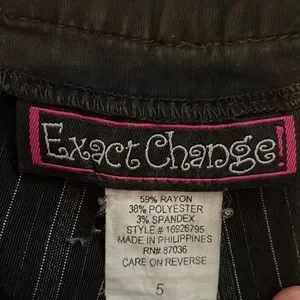 Exact Change!
59% RAYON
38% POLYESTER
3% SPANDEX
STYLE # 16926795
MADE IN PHILIPPINES
RN# 87036
CARE ON REVERSE
5